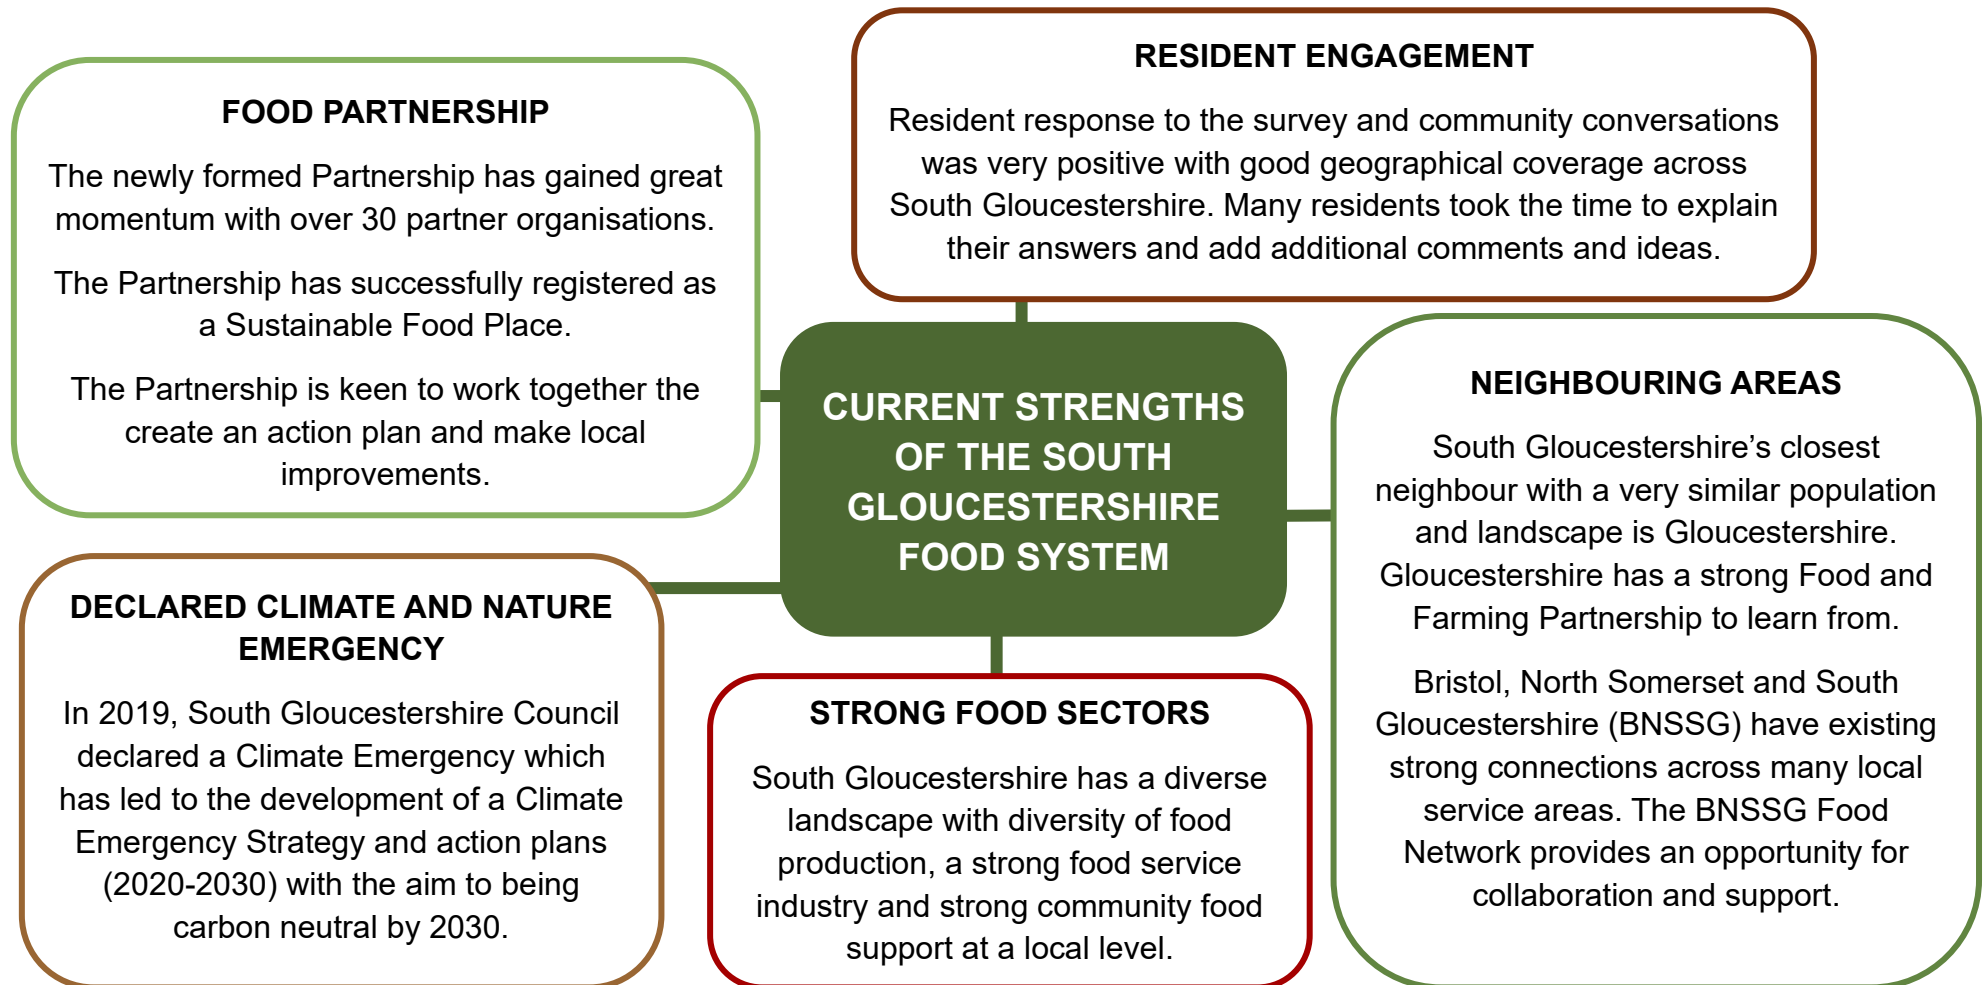 FOOD PARTNERSHIP
The newly formed Partnership has gained great
momentum with over 30 partner organisations.
The Partnership has successfully registered as
a Sustainable Food Place.
The Partnership is keen to work together the
create an action plan and make local
improvements.
RESIDENT ENGAGEMENT
Resident response to the survey and community conversations
was very positive with good geographical coverage across
South Gloucestershire. Many residents took the time to explain
their answers and add additional comments and ideas.
CURRENT STRENGTHS
OF THE SOUTH
GLOUCESTERSHIRE
FOOD SYSTEM
NEIGHBOURING AREAS
South Gloucestershire’s closest
neighbour with a very similar population
and landscape is Gloucestershire.
Gloucestershire has a strong Food and
Farming Partnership to learn from.
Bristol, North Somerset and South
Gloucestershire (BNSSG) have existing
strong connections across many local
service areas. The BNSSG Food
Network provides an opportunity for
collaboration and support.
DECLARED CLIMATE AND NATURE
EMERGENCY
In 2019, South Gloucestershire Council
declared a Climate Emergency which
has led to the development of a Climate
Emergency Strategy and action plans
(2020-2030) with the aim to being
carbon neutral by 2030.
STRONG FOOD SECTORS
South Gloucestershire has a diverse
landscape with diversity of food
production, a strong food service
industry and strong community food
support at a local level.